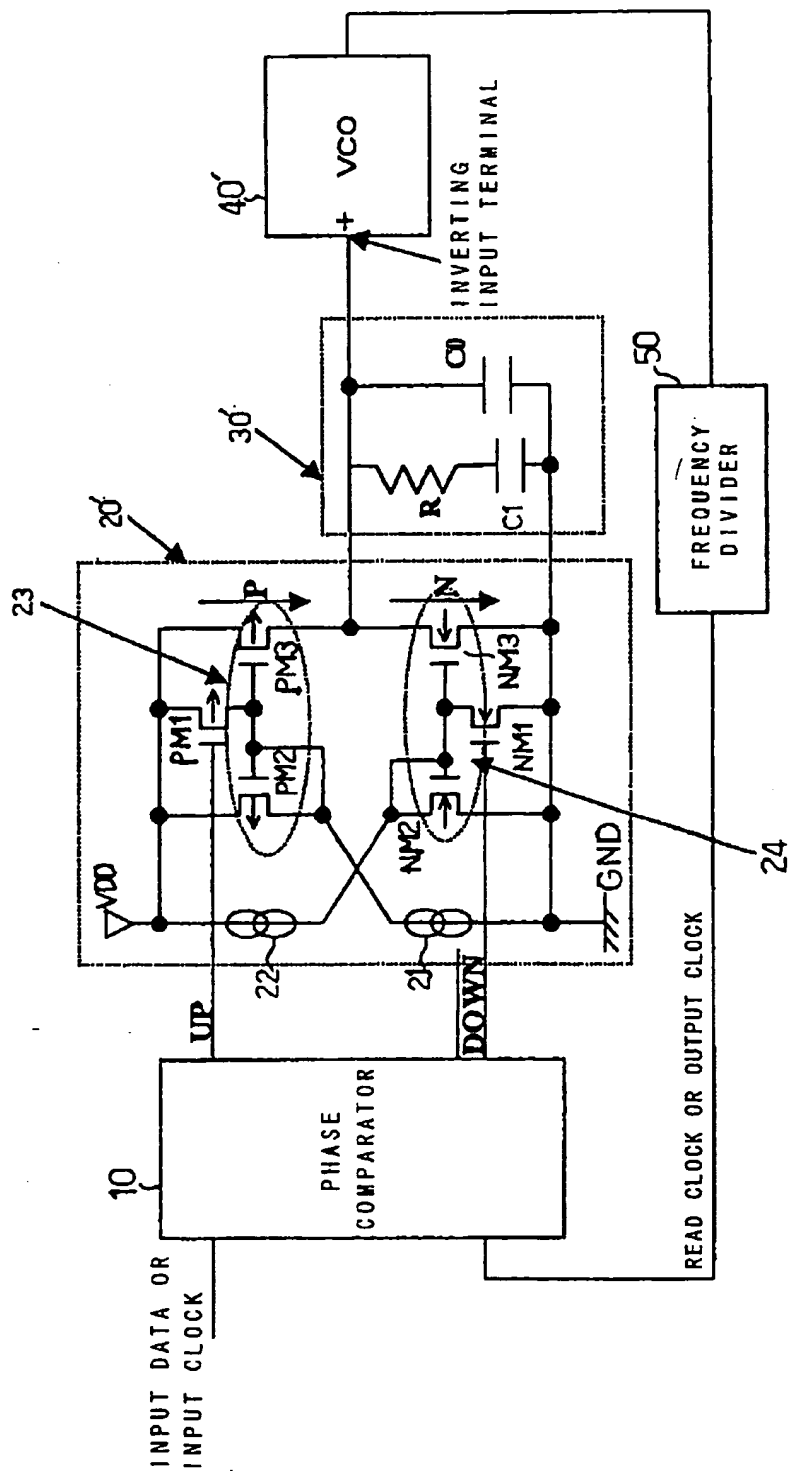 23
20'
30'
40'
VDD
PM1
P
PM2
PM3
10
UP
INPUT DATA OR
INPUT CLOCK
PHASE
COMPARATOR
22
21
DOWN
NM2
N
NM3
NM1
24
GND
R
C1
C0
+
VCO
INVERTING
INPUT TERMINAL
50
FREQUENCY
DIVIDER
READ CLOCK OR OUTPUT CLOCK